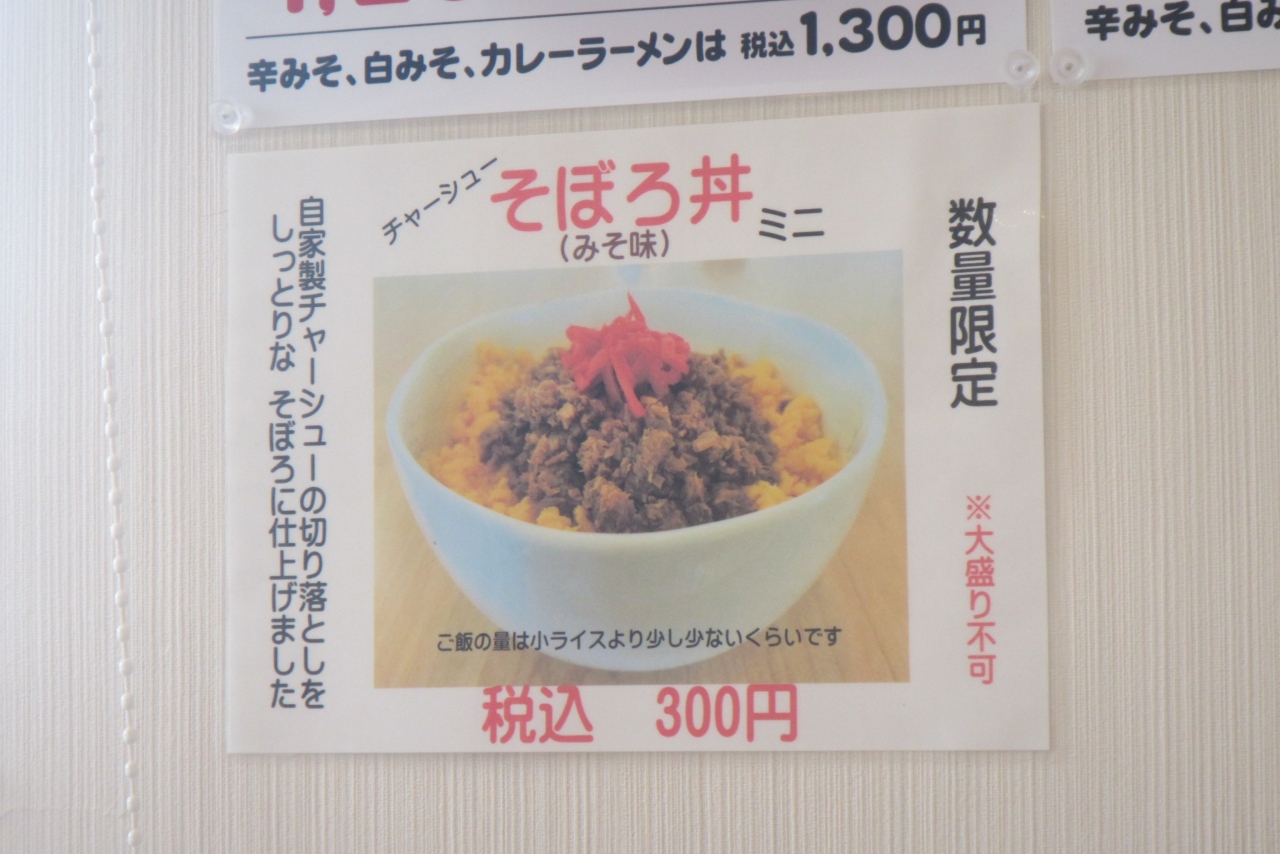 辛みそ、白みそ、カレーラーメンは 税込1,300円
辛みそ、白み
チャーシュー
そぼろ丼
ミニ
（みそ味）
数量限定
※大盛り不可
自家製チャーシューの切り落としを
しっとりな そぼろに仕上げました
ご飯の量は小ライスより少し少ないくらいです
税込 300円